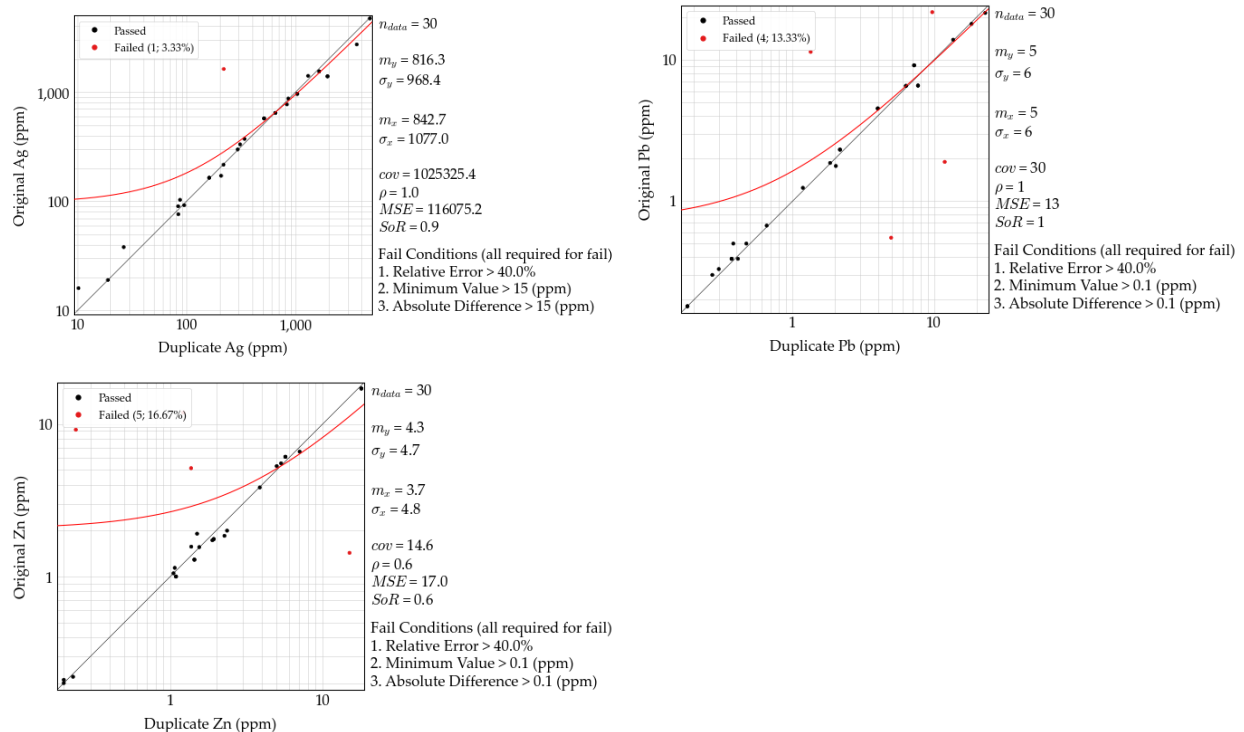 Passed
Failed (1; 3.33%)
1,000
100
10
10
100
1,000
Original Ag (ppm)
Duplicate Ag (ppm)
n_data = 30
m_y = 816.3
σ_y = 968.4
m_x = 842.7
σ_x = 1077.0
cov = 1025325.4
ρ = 1.0
MSE = 116075.2
SoR = 0.9
Fail Conditions (all required for fail)
1. Relative Error > 40.0%
2. Minimum Value > 15 (ppm)
3. Absolute Difference > 15 (ppm)
Passed
Failed (4; 13.33%)
10
1
1
10
Original Pb (ppm)
Duplicate Pb (ppm)
n_data = 30
m_y = 5
σ_y = 6
m_x = 5
σ_x = 6
cov = 30
ρ = 1
MSE = 13
SoR = 1
Fail Conditions (all required for fail)
1. Relative Error > 40.0%
2. Minimum Value > 0.1 (ppm)
3. Absolute Difference > 0.1 (ppm)
Passed
Failed (5; 16.67%)
10
1
1
10
Original Zn (ppm)
Duplicate Zn (ppm)
n_data = 30
m_y = 4.3
σ_y = 4.7
m_x = 3.7
σ_x = 4.8
cov = 14.6
ρ = 0.6
MSE = 17.0
SoR = 0.6
Fail Conditions (all required for fail)
1. Relative Error > 40.0%
2. Minimum Value > 0.1 (ppm)
3. Absolute Difference > 0.1 (ppm)